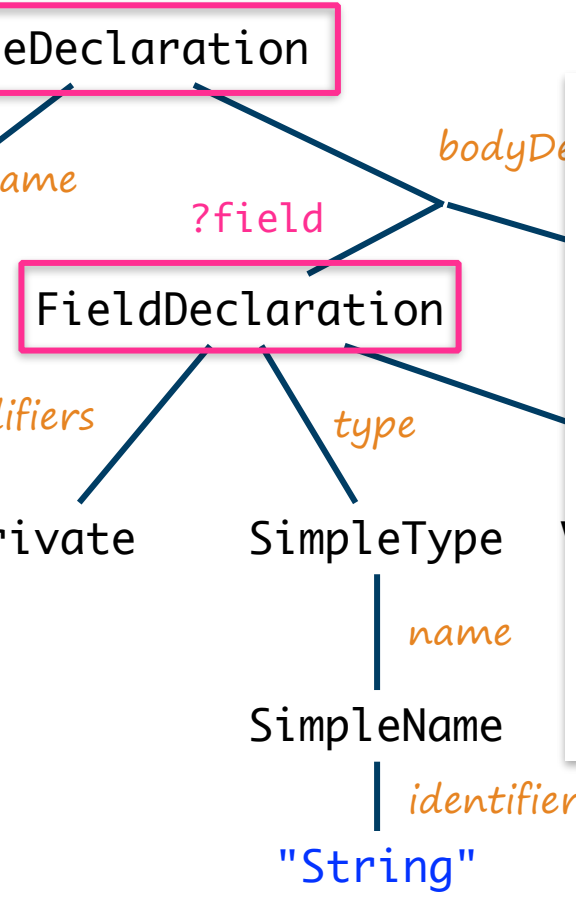 eDeclaration
bodyDe
ame
?field
FieldDeclaration
ifiers
type
rivate
SimpleType
name
SimpleName
identifier
"String"